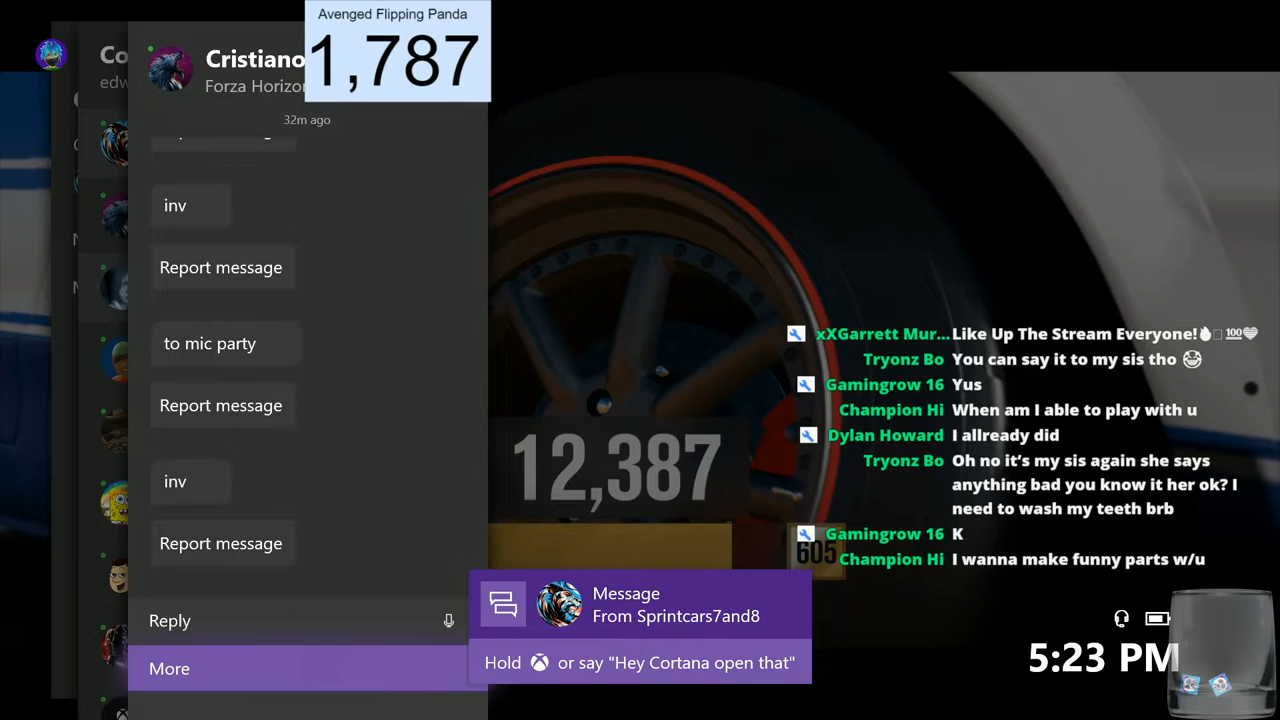 Avenged Flipping Panda
1,787
Co
edw
Cristiano
Forza Horizo
32m ago
inv
Report message
to mic party
Report message
inv
Report message
Reply
More
12,387
605
Message
From Sprintcars7and8
Hold or say "Hey Cortana open that"
xXGarrett Mur... Like Up The Stream Everyone!🔥💯
Tryonz Bo You can say it to my sis tho 😂
Gamingrow 16 Yus
Champion Hi When am I able to play with u
Dylan Howard I allready did
Tryonz Bo Oh no it's my sis again she says
anything bad you know it her ok? I
need to wash my teeth brb
Gamingrow 16 K
Champion Hi I wanna make funny parts w/u
5:23 PM